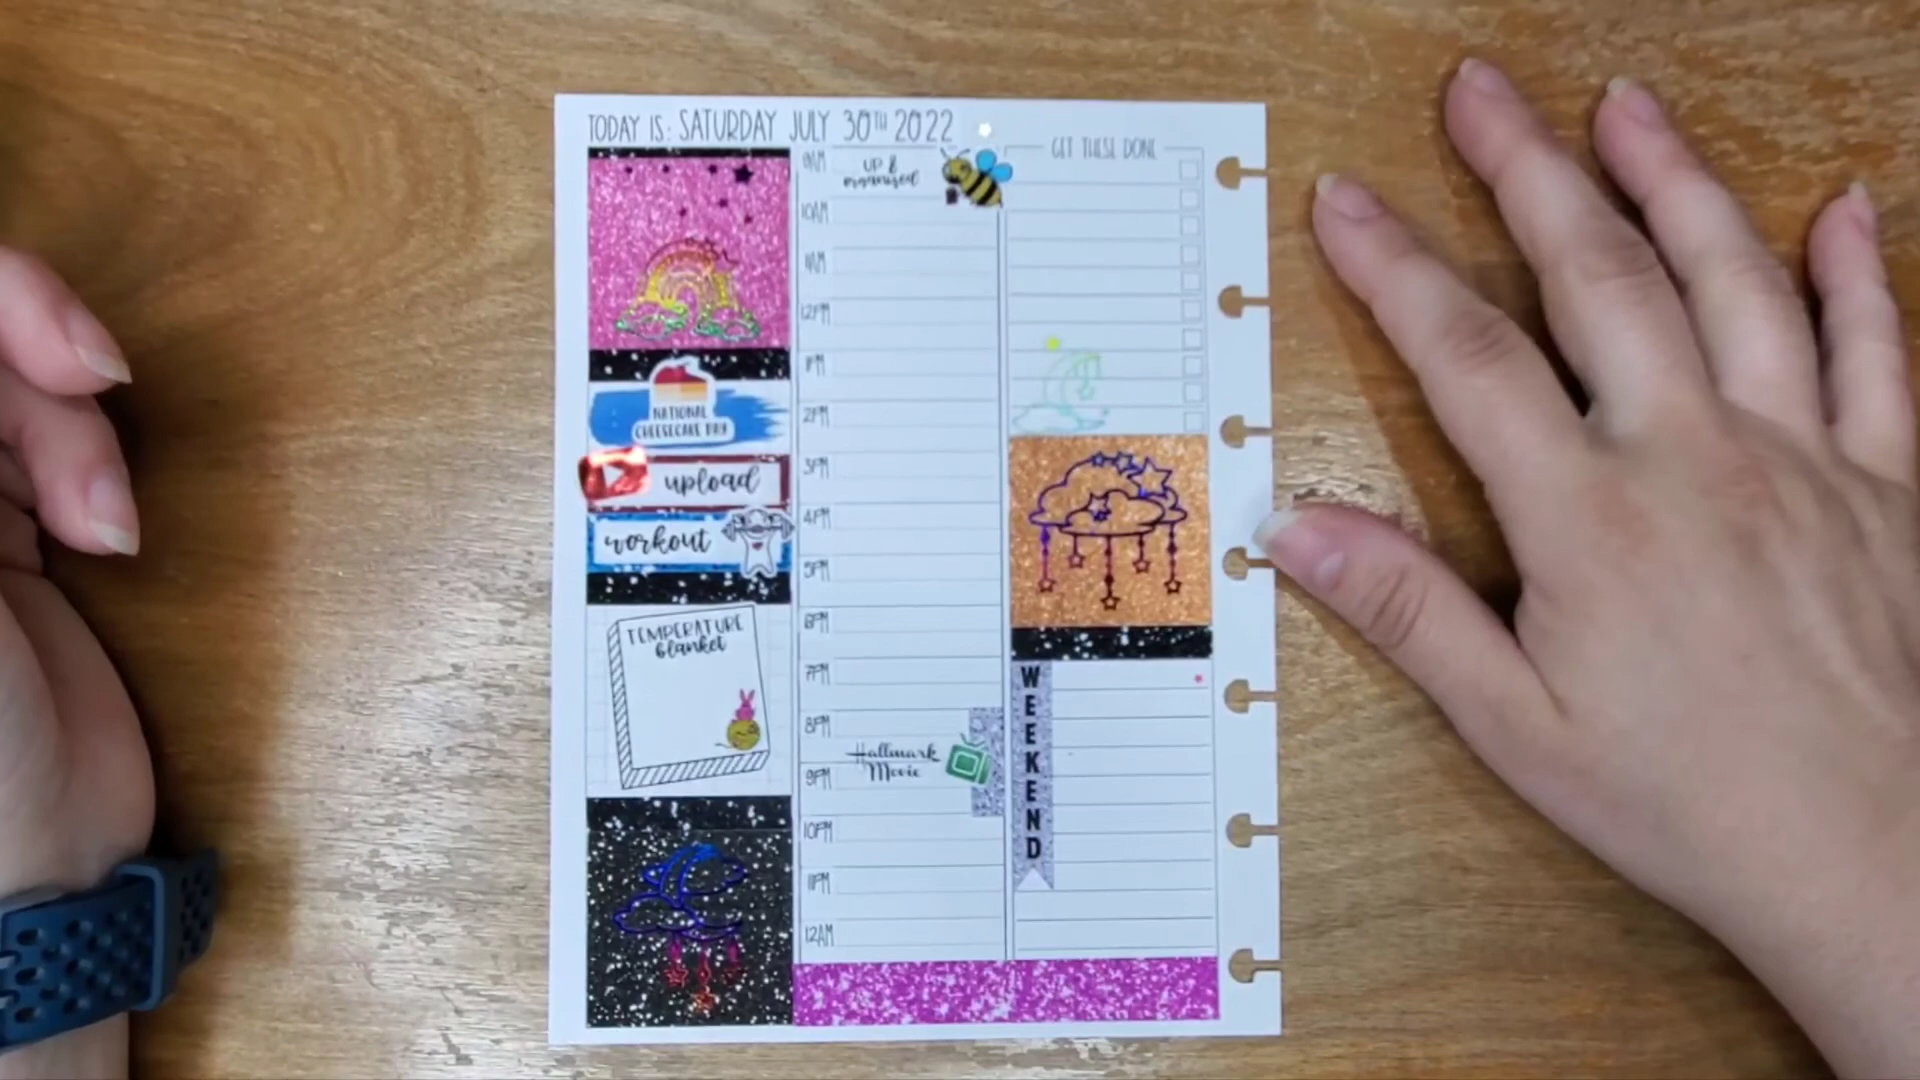 TODAY IS: SATURDAY JULY 30TH 2022
9AM
UP &
organized
10AM
11AM
12PM
1PM
2PM
3PM
4PM
5PM
6PM
7PM
8PM
Hallmark
Movie
9PM
10PM
11PM
12AM
GET THESE DONE
NATIONAL
CHEESECAKE DAY
upload
workout
TEMPERATURE
blanket
WEEKEND